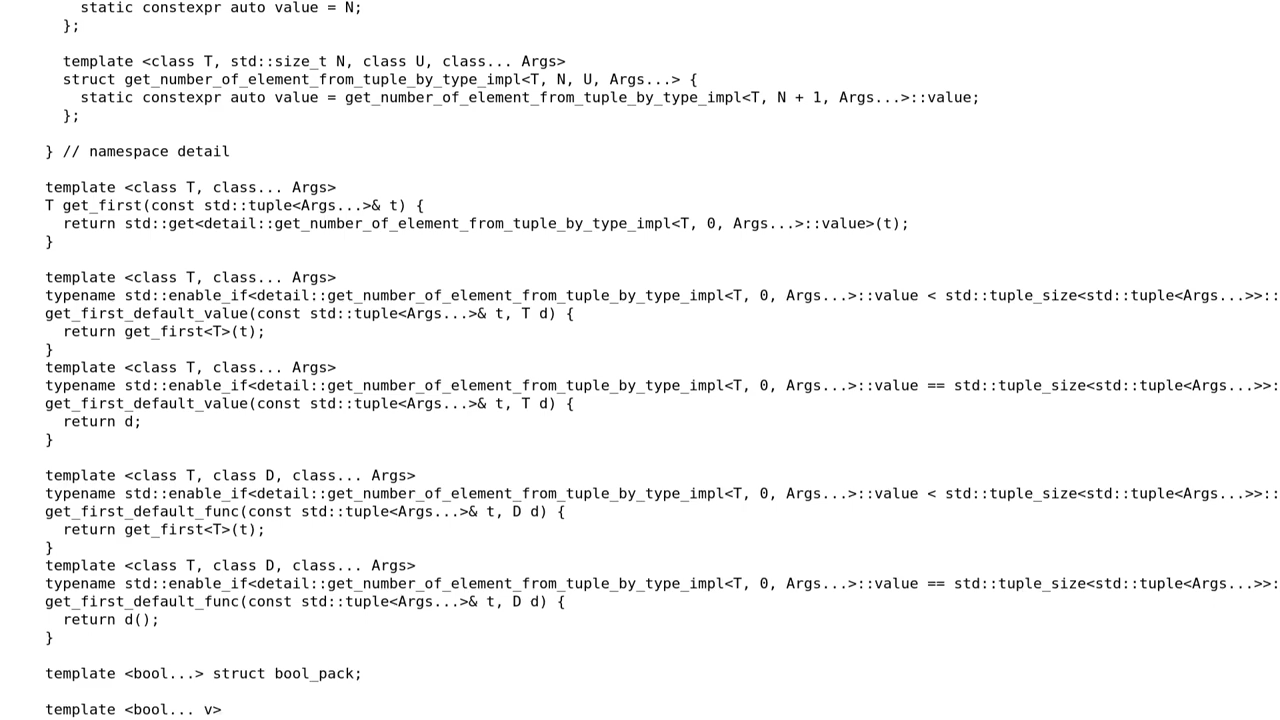 static constexpr auto value = N;
  };

  template <class T, std::size_t N, class U, class... Args>
  struct get_number_of_element_from_tuple_by_type_impl<T, N, U, Args...> {
    static constexpr auto value = get_number_of_element_from_tuple_by_type_impl<T, N + 1, Args...>::value;
  };

} // namespace detail

template <class T, class... Args>
T get_first(const std::tuple<Args...>& t) {
  return std::get<detail::get_number_of_element_from_tuple_by_type_impl<T, 0, Args...>::value>(t);
}

template <class T, class... Args>
typename std::enable_if<detail::get_number_of_element_from_tuple_by_type_impl<T, 0, Args...>::value < std::tuple_size<std::tuple<Args...>>::
get_first_default_value(const std::tuple<Args...>& t, T d) {
  return get_first<T>(t);
}
template <class T, class... Args>
typename std::enable_if<detail::get_number_of_element_from_tuple_by_type_impl<T, 0, Args...>::value == std::tuple_size<std::tuple<Args...>>:
get_first_default_value(const std::tuple<Args...>& t, T d) {
  return d;
}

template <class T, class D, class... Args>
typename std::enable_if<detail::get_number_of_element_from_tuple_by_type_impl<T, 0, Args...>::value < std::tuple_size<std::tuple<Args...>>::
get_first_default_func(const std::tuple<Args...>& t, D d) {
  return get_first<T>(t);
}
template <class T, class D, class... Args>
typename std::enable_if<detail::get_number_of_element_from_tuple_by_type_impl<T, 0, Args...>::value == std::tuple_size<std::tuple<Args...>>:
get_first_default_func(const std::tuple<Args...>& t, D d) {
  return d();
}

template <bool...> struct bool_pack;

template <bool... v>